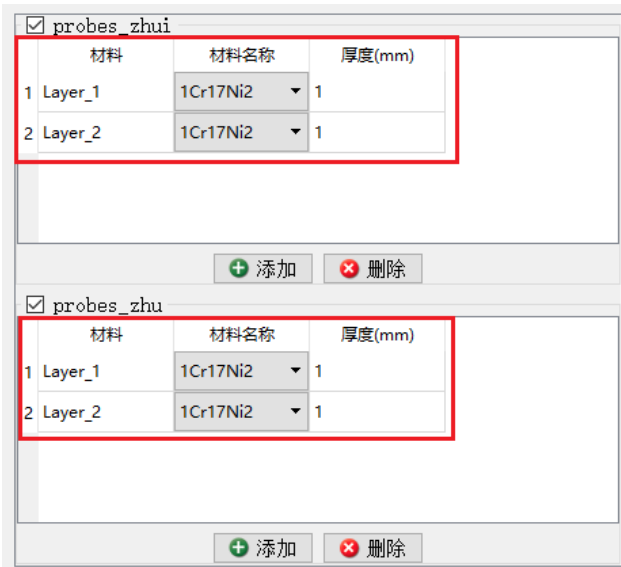 probes_zhui
材料 材料名称 厚度(mm)
1 Layer_1 1Cr17Ni2 1
2 Layer_2 1Cr17Ni2 1
添加 删除
probes_zhu
材料 材料名称 厚度(mm)
1 Layer_1 1Cr17Ni2 1
2 Layer_2 1Cr17Ni2 1
添加 删除